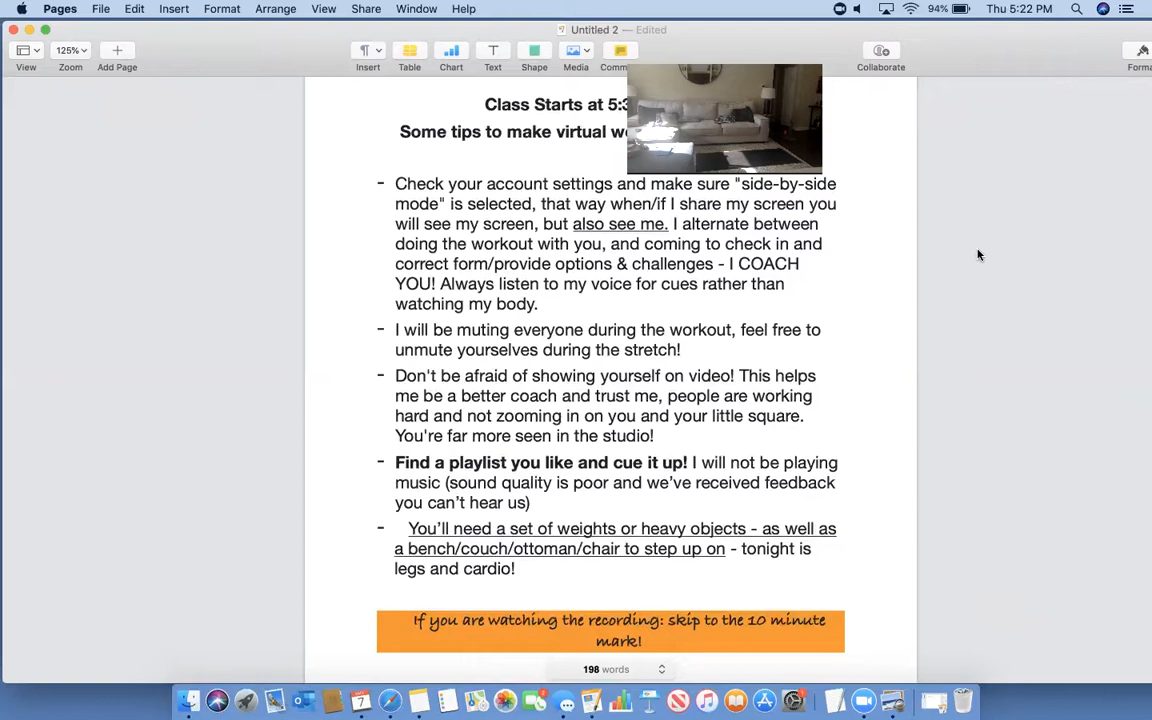 Pages File Edit Insert Format Arrange View Share Window Help 94% Thu 5:22 PM
Untitled 2 — Edited
125%
View Zoom Add Page Insert Table Chart Text Shape Media Collaborate
Class Starts at
Some tips to make virtual
- Check your account settings and make sure "side-by-side
mode" is selected, that way when/if I share my screen you
will see my screen, but also see me. I alternate between
doing the workout with you, and coming to check in and
correct form/provide options & challenges - I COACH
YOU! Always listen to my voice for cues rather than
watching my body.
- I will be muting everyone during the workout, feel free to
unmute yourselves during the stretch!
- Don't be afraid of showing yourself on video! This helps
me be a better coach and trust me, people are working
hard and not zooming in on you and your little square.
You're far more seen in the studio!
- Find a playlist you like and cue it up! I will not be playing
music (sound quality is poor and we've received feedback
you can't hear us)
- You'll need a set of weights or heavy objects - as well as
a bench/couch/ottoman/chair to step up on - tonight is
legs and cardio!
If you are watching the recording: skip to the 10 minute
mark!
198 words